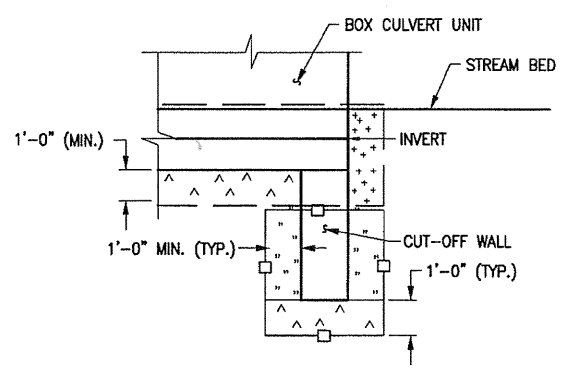 BOX CULVERT UNIT
STREAM BED
1'-0" (MIN.)
INVERT
1'-0" MIN. (TYP.)
CUT-OFF WALL
1'-0" (TYP.)